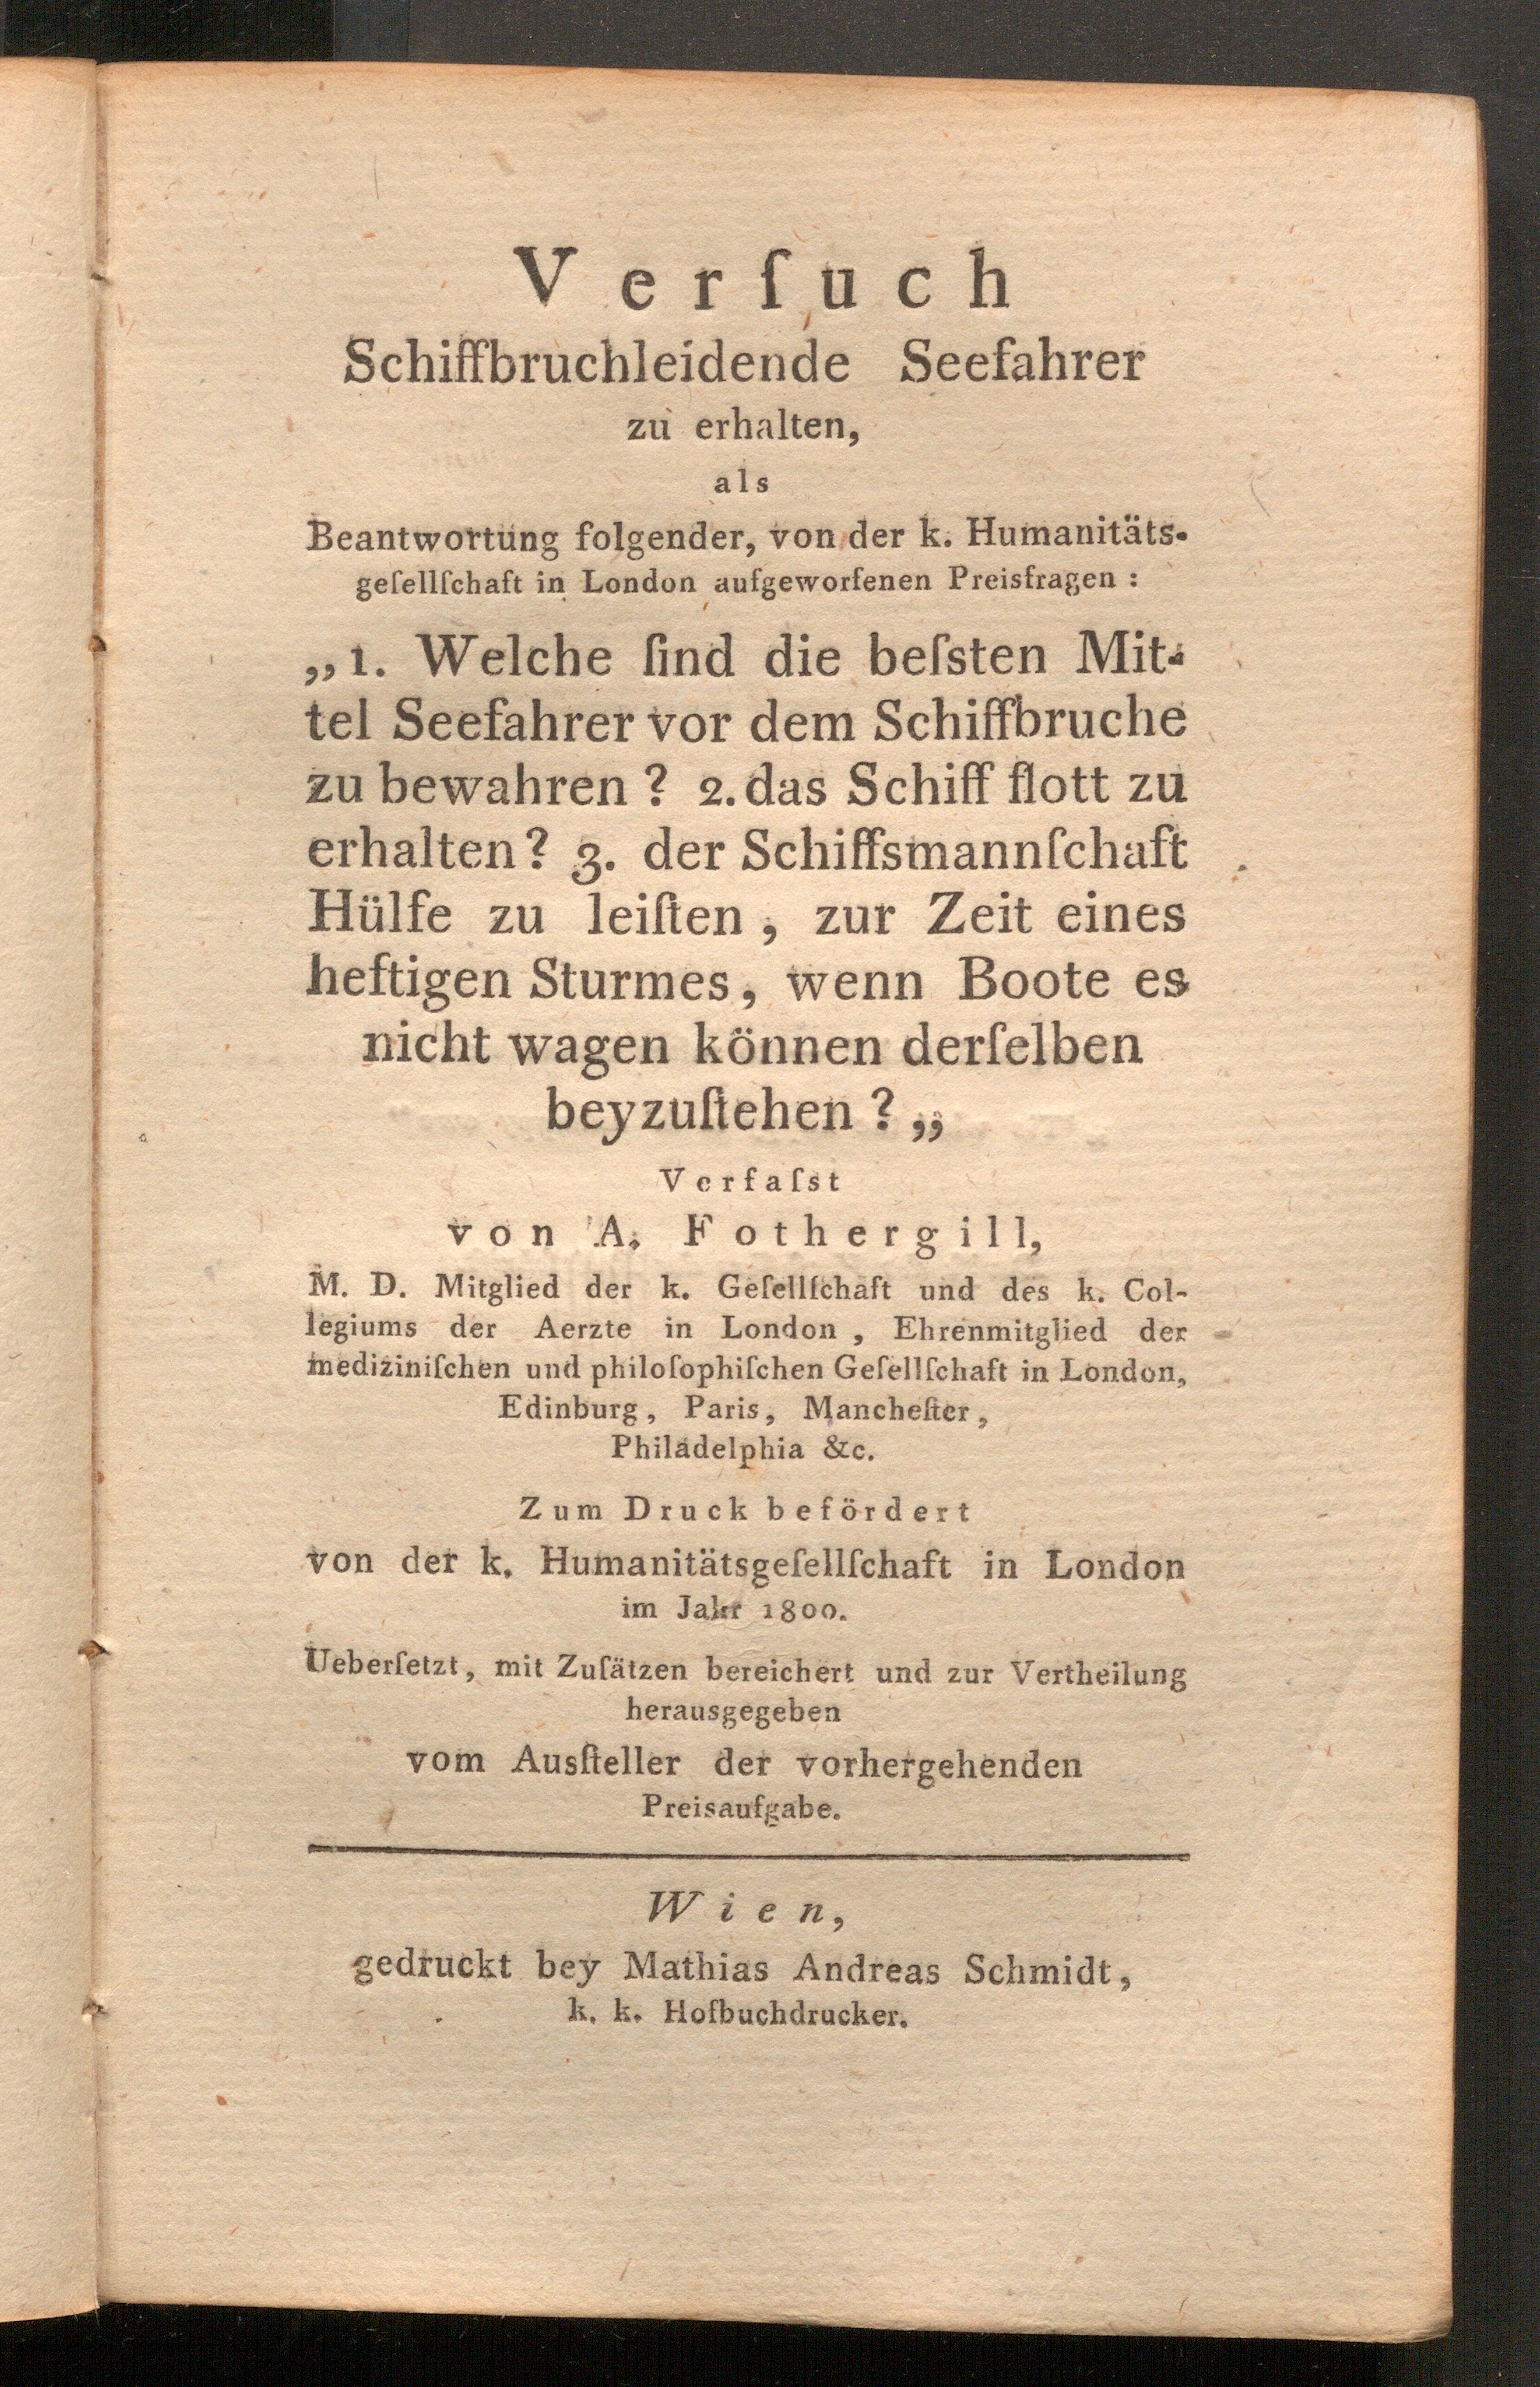 Verſuch
Schiffbruchleidende Seefahrer
zu erhalten,
als
Beantwortung folgender, von der k. Humanitäts-
geſellſchaft in London aufgeworfenen Preisfragen :
„1. Welche ſind die beſsten Mit-
tel Seefahrer vor dem Schiffbruche
zu bewahren ? 2. das Schiff flott zu
erhalten? 3. der Schiffsmannſchaft
Hülfe zu leiſten, zur Zeit eines
heftigen Sturmes, wenn Boote es
nicht wagen können derſelben
beyzuſtehen ? „
Verfaſst
von A. Fothergill,
M. D. Mitglied der k. Geſellſchaft und des k. Col-
legiums der Aerzte in London , Ehrenmitglied der
mediziniſchen und philoſophiſchen Geſellſchaft in London,
Edinburg, Paris, Mancheſter,
Philadelphia &c.
Zum Druck befördert
von der k. Humanitätsgeſellſchaft in London
im Jahr 1800.
Ueberſetzt, mit Zuſätzen bereichert und zur Vertheilung
herausgegeben
vom Ausſteller der vorhergehenden
Preisaufgabe.
Wien,
gedruckt bey Mathias Andreas Schmidt,
k. k. Hofbuchdrucker.